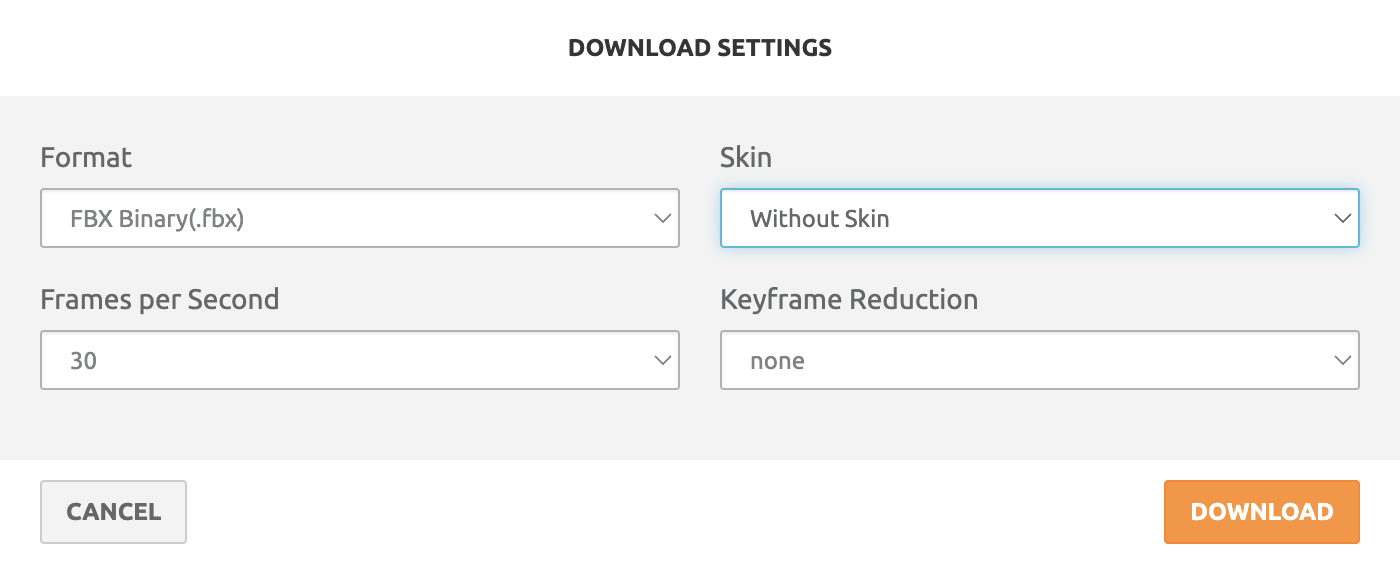 DOWNLOAD SETTINGS
Format
Skin
FBX Binary(.fbx)
Without Skin
Frames per Second
Keyframe Reduction
30
none
CANCEL
DOWNLOAD